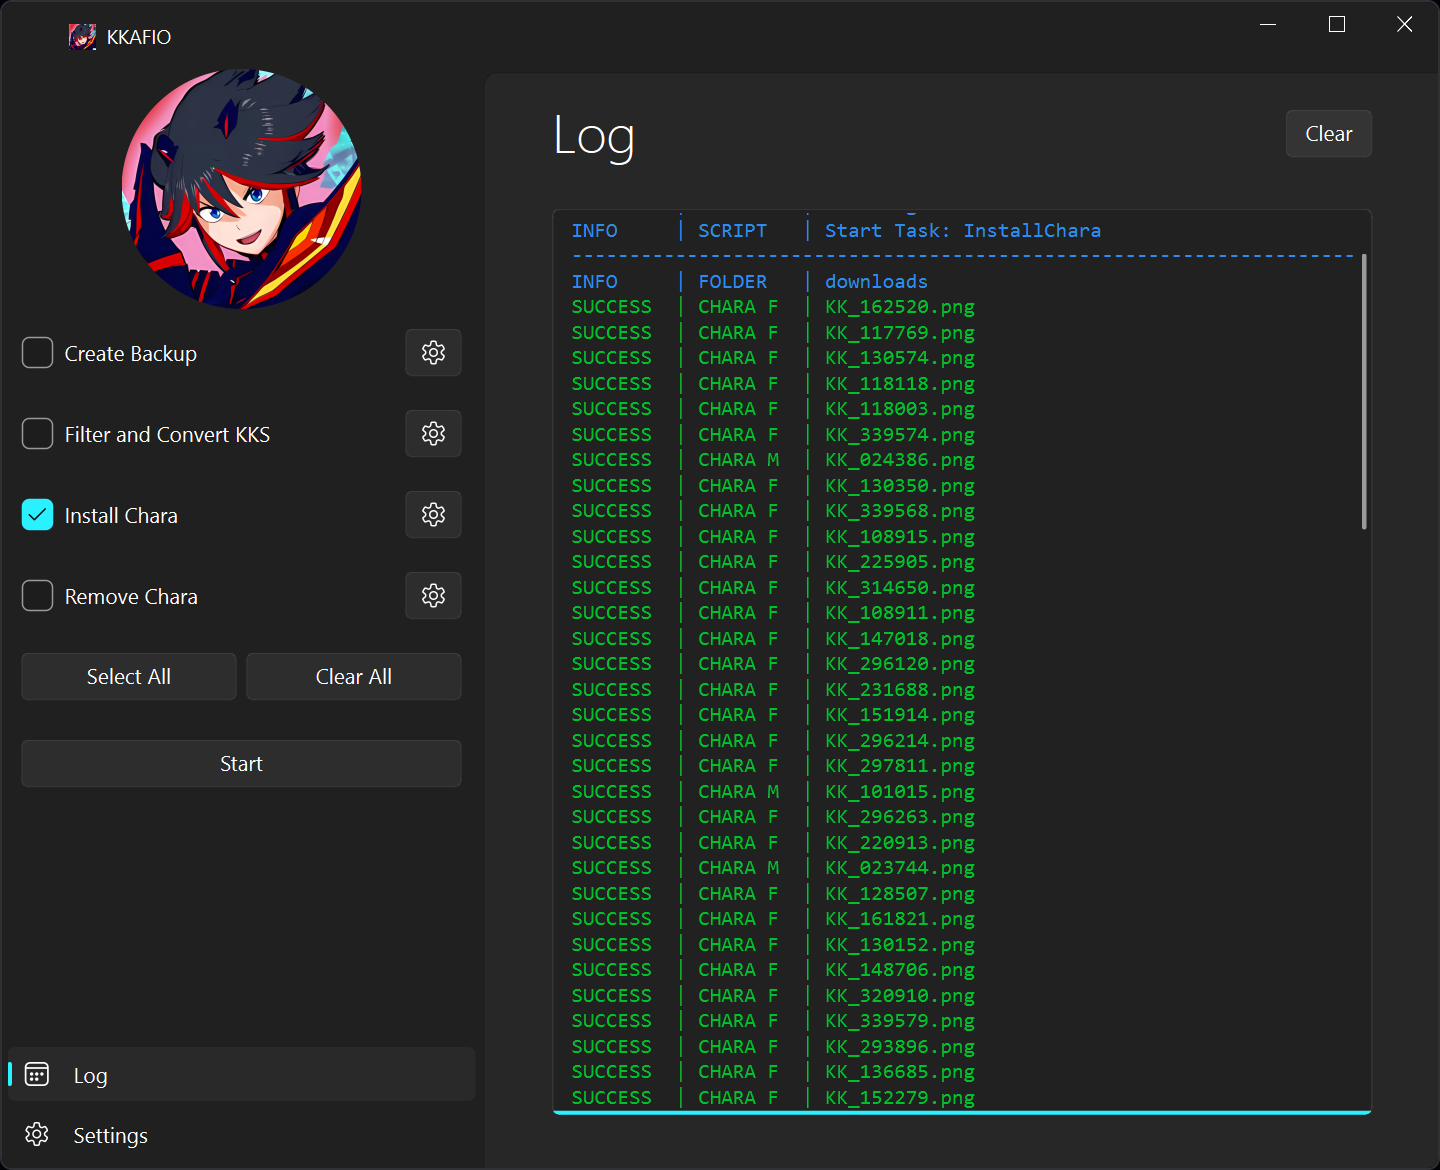 KKAFIO
Create Backup
Filter and Convert KKS
Install Chara
Remove Chara
Select All Clear All
Start
Log
Settings
Log
Clear
INFO | SCRIPT | Start Task: InstallChara
--------------------------------------------------------------------
INFO | FOLDER | downloads
SUCCESS | CHARA F | KK_162520.png
SUCCESS | CHARA F | KK_117769.png
SUCCESS | CHARA F | KK_130574.png
SUCCESS | CHARA F | KK_118118.png
SUCCESS | CHARA F | KK_118003.png
SUCCESS | CHARA F | KK_339574.png
SUCCESS | CHARA M | KK_024386.png
SUCCESS | CHARA F | KK_130350.png
SUCCESS | CHARA F | KK_339568.png
SUCCESS | CHARA F | KK_108915.png
SUCCESS | CHARA F | KK_225905.png
SUCCESS | CHARA F | KK_314650.png
SUCCESS | CHARA F | KK_108911.png
SUCCESS | CHARA F | KK_147018.png
SUCCESS | CHARA F | KK_296120.png
SUCCESS | CHARA F | KK_231688.png
SUCCESS | CHARA F | KK_151914.png
SUCCESS | CHARA F | KK_296214.png
SUCCESS | CHARA F | KK_297811.png
SUCCESS | CHARA M | KK_101015.png
SUCCESS | CHARA F | KK_296263.png
SUCCESS | CHARA F | KK_220913.png
SUCCESS | CHARA M | KK_023744.png
SUCCESS | CHARA F | KK_128507.png
SUCCESS | CHARA F | KK_161821.png
SUCCESS | CHARA F | KK_130152.png
SUCCESS | CHARA F | KK_148706.png
SUCCESS | CHARA F | KK_320910.png
SUCCESS | CHARA F | KK_339579.png
SUCCESS | CHARA F | KK_293896.png
SUCCESS | CHARA F | KK_136685.png
SUCCESS | CHARA F | KK_152279.png